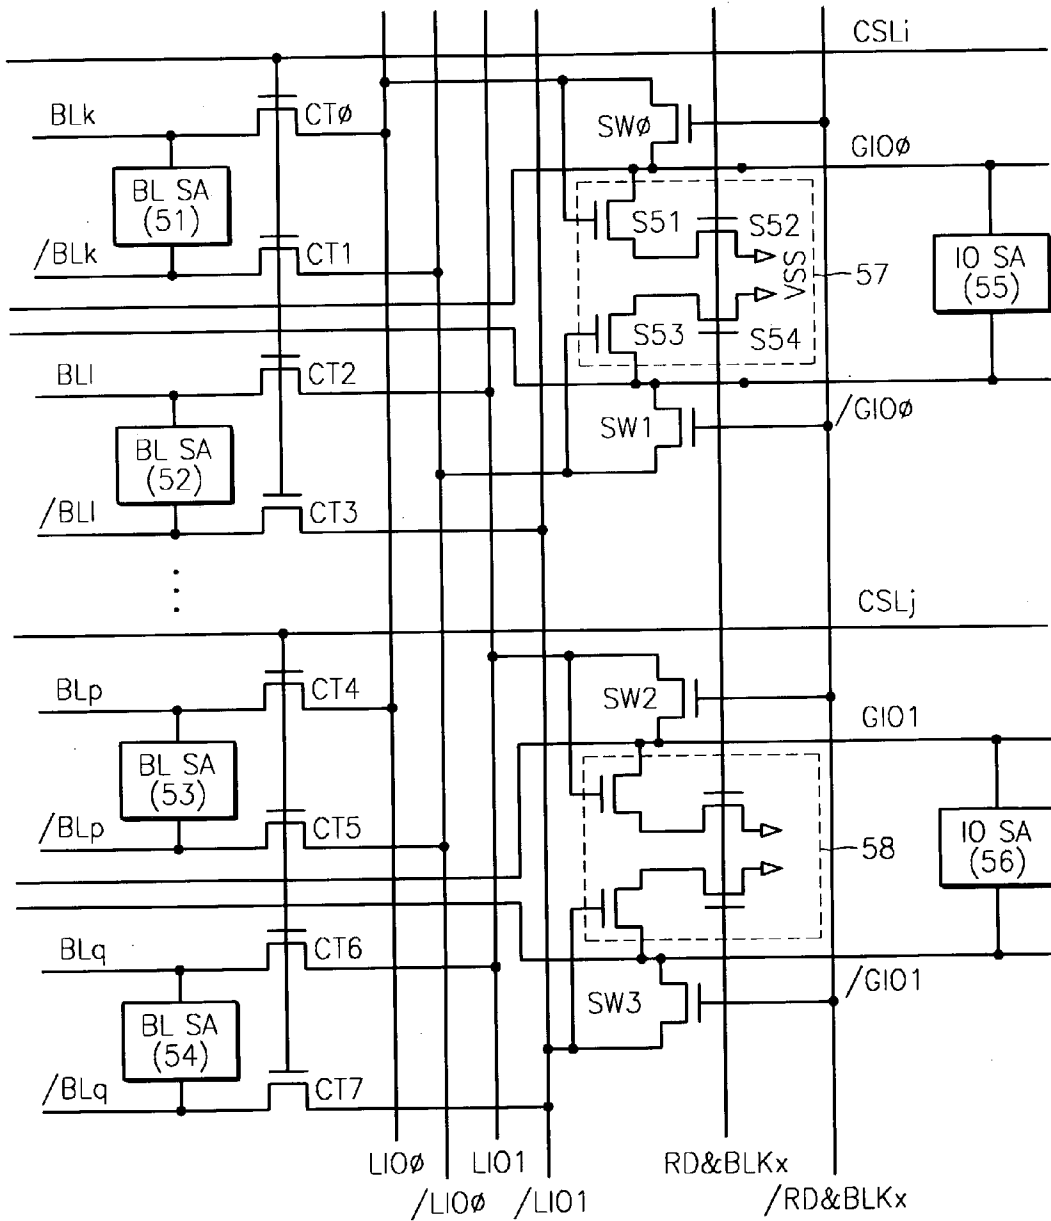 CSLi
BLk
CTØ
SWØ
GIOØ
BL SA
(51)
S51
S52
/BLk
CT1
VSS
57
IO SA
(55)
S53
S54
BLl
CT2
SW1
/GIOØ
BL SA
(52)
/BLl
CT3
CSLj
BLp
CT4
SW2
GIO1
BL SA
(53)
/BLp
CT5
58
IO SA
(56)
BLq
CT6
SW3
/GIO1
BL SA
(54)
/BLq
CT7
LIOØ
LIO1
RD&BLKx
/LIOØ
/LIO1
/RD&BLKx